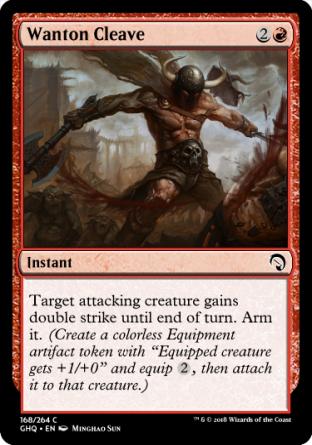 Wanton Cleave 2
Instant
Target attacking creature gains
double strike until end of turn. Arm
it. (Create a colorless Equipment
artifact token with “Equipped creature
gets +1/+0” and equip 2, then attach
it to that creature.)
168/264 C
GHQ • EN Minghao Sun
™ & © 2018 Wizards of the Coast